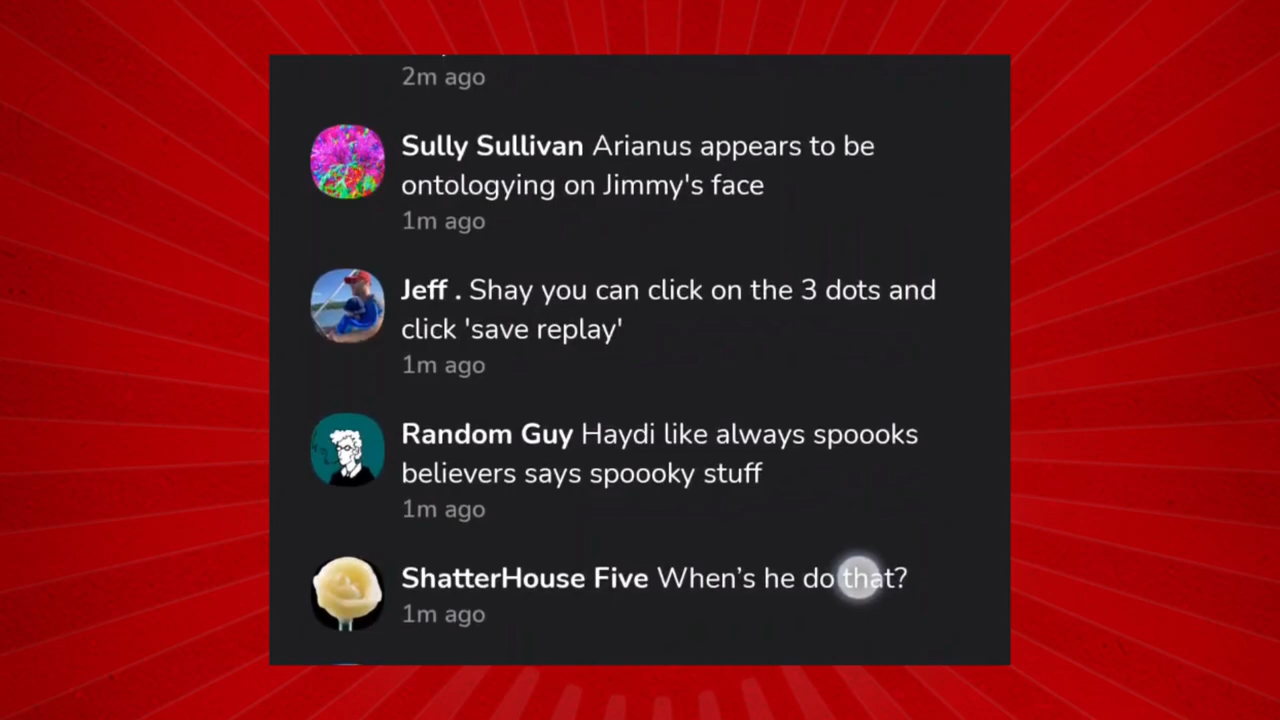 2m ago
Sully Sullivan Arianus appears to be
ontologying on Jimmy's face
1m ago
Jeff . Shay you can click on the 3 dots and
click 'save replay'
1m ago
Random Guy Haydi like always spoooks
believers says spoooky stuff
1m ago
ShatterHouse Five When’s he do that?
1m ago